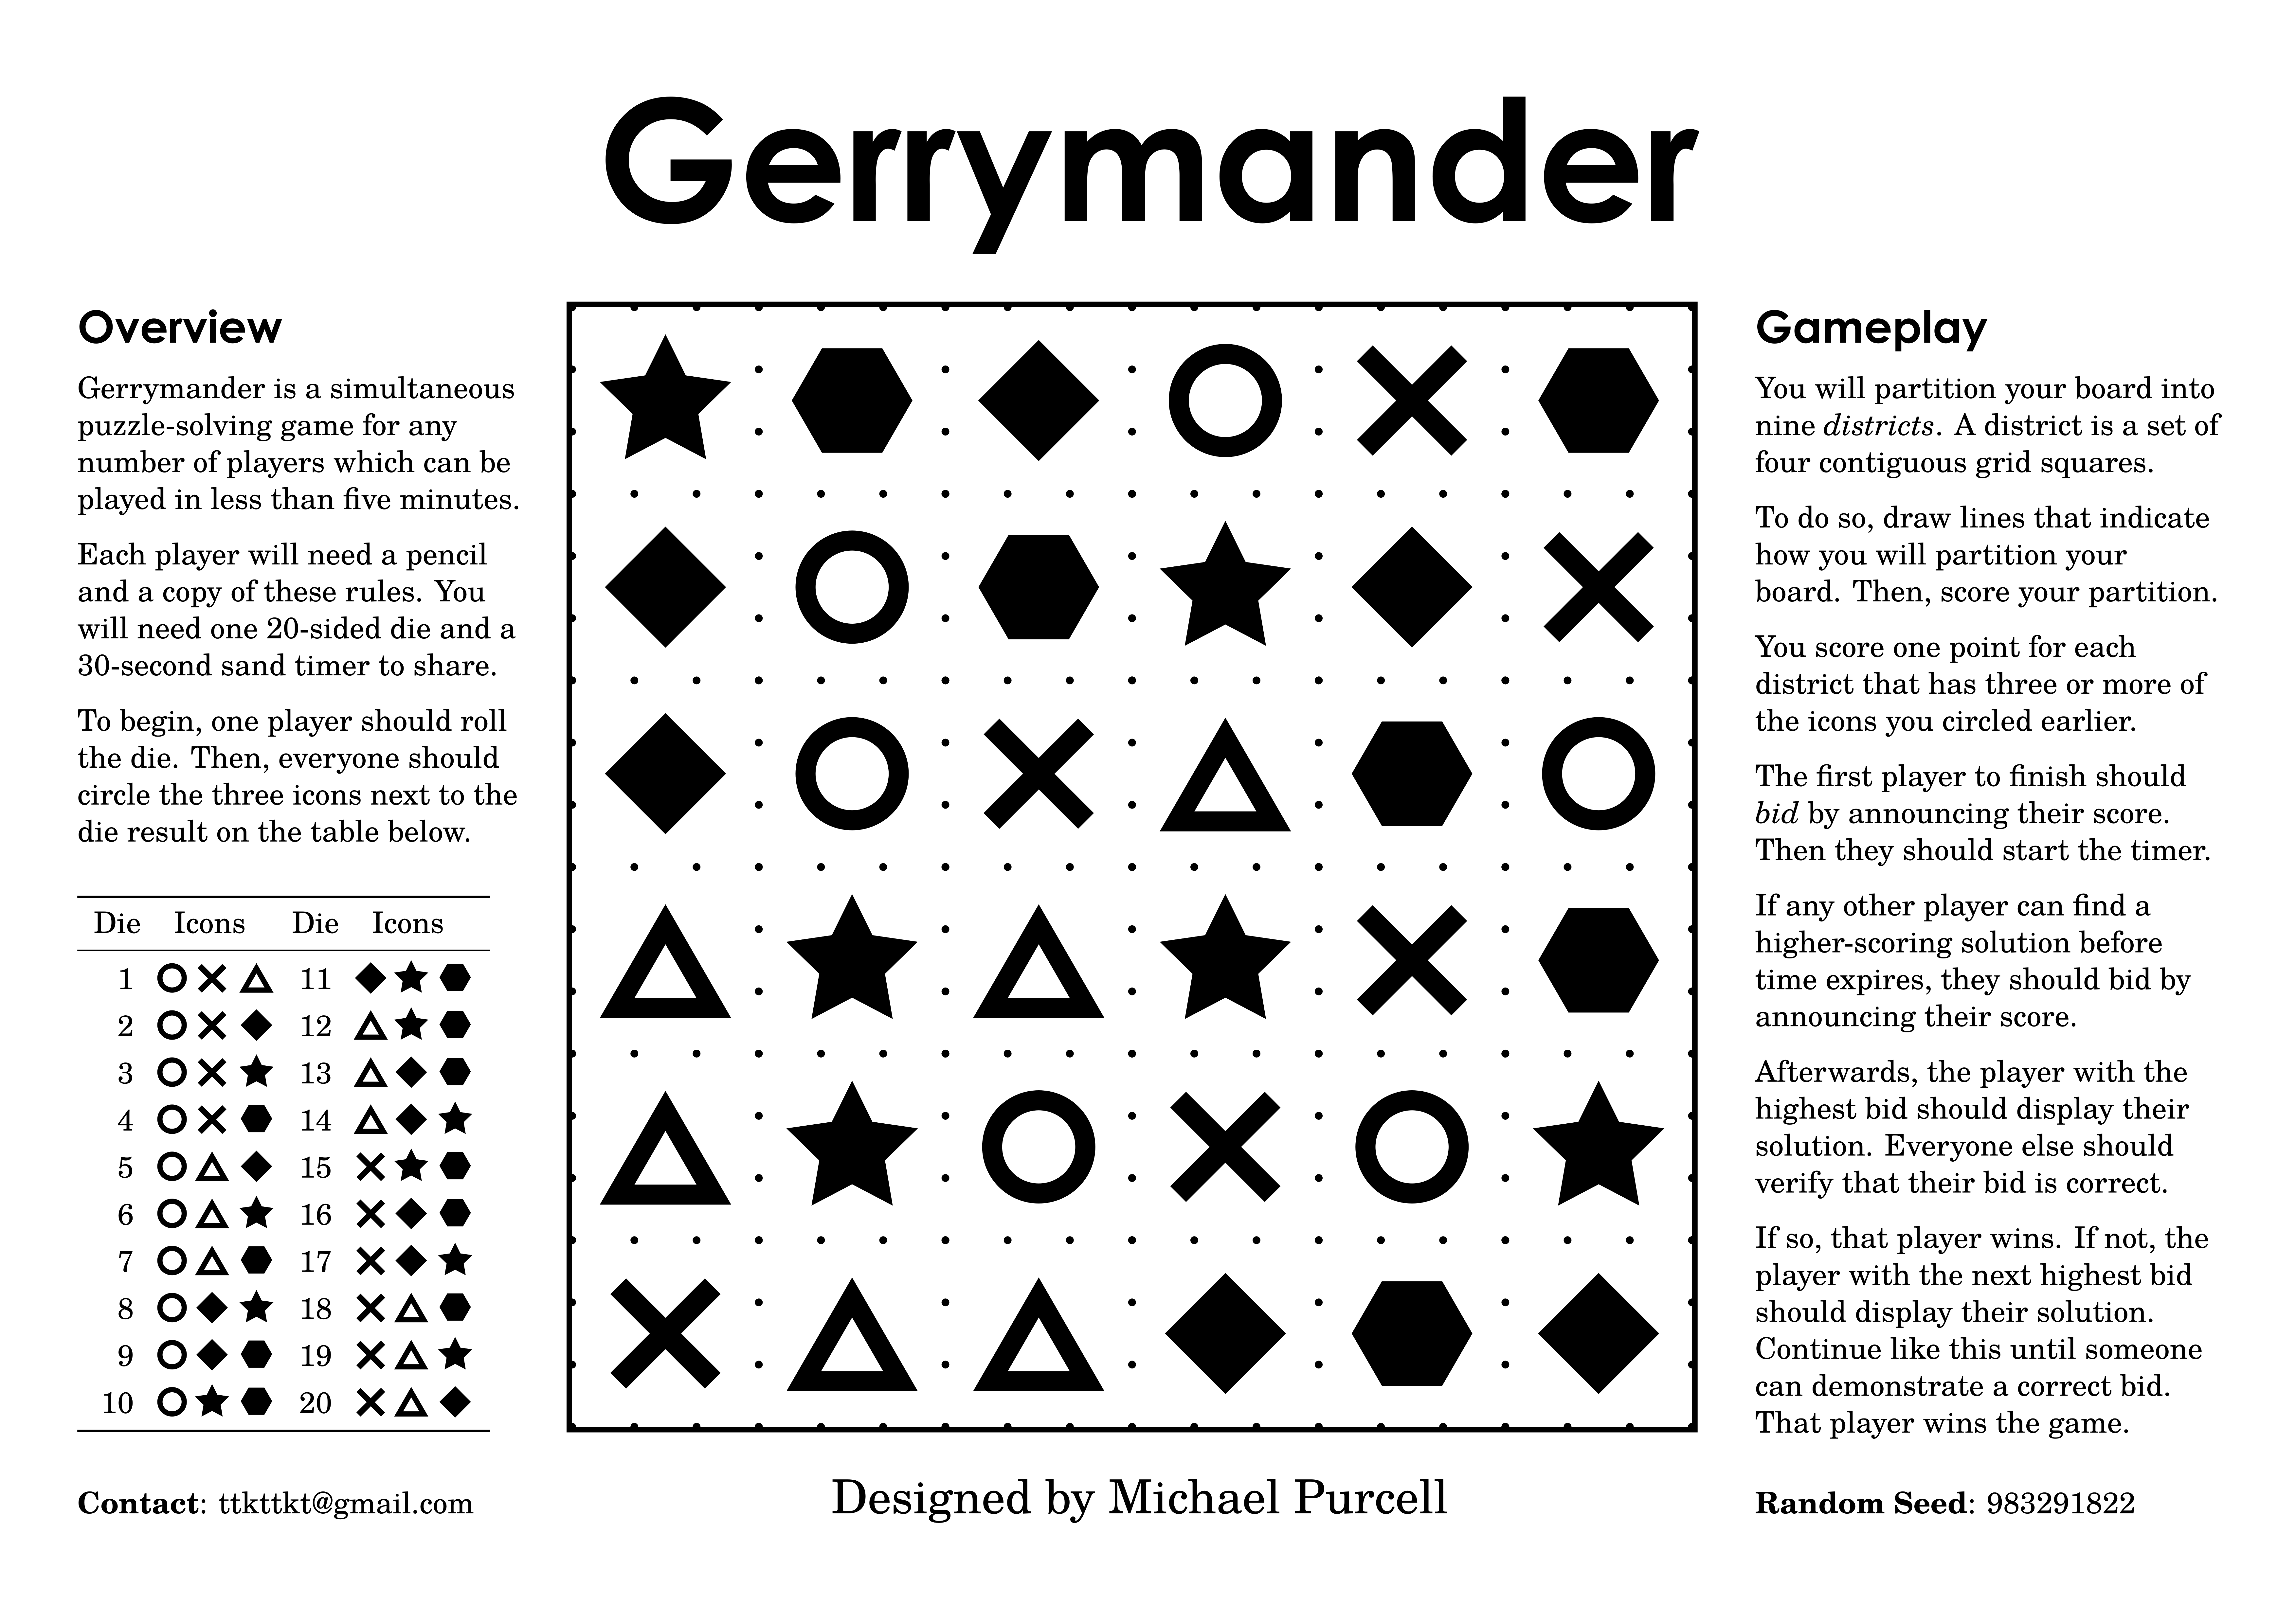 Gerrymander
Overview
Gerrymander is a simultaneous
puzzle-solving game for any
number of players which can be
played in less than five minutes.
Each player will need a pencil
and a copy of these rules. You
will need one 20-sided die and a
30-second sand timer to share.
To begin, one player should roll
the die. Then, everyone should
circle the three icons next to the
die result on the table below.
Die Icons Die Icons
1 11
2 12
3 13
4 14
5 15
6 16
7 17
8 18
9 19
10 20
Contact: ttkttkt@gmail.com
Designed by Michael Purcell
Gameplay
You will partition your board into
nine districts. A district is a set of
four contiguous grid squares.
To do so, draw lines that indicate
how you will partition your
board. Then, score your partition.
You score one point for each
district that has three or more of
the icons you circled earlier.
The first player to finish should
bid by announcing their score.
Then they should start the timer.
If any other player can find a
higher-scoring solution before
time expires, they should bid by
announcing their score.
Afterwards, the player with the
highest bid should display their
solution. Everyone else should
verify that their bid is correct.
If so, that player wins. If not, the
player with the next highest bid
should display their solution.
Continue like this until someone
can demonstrate a correct bid.
That player wins the game.
Random Seed: 983291822